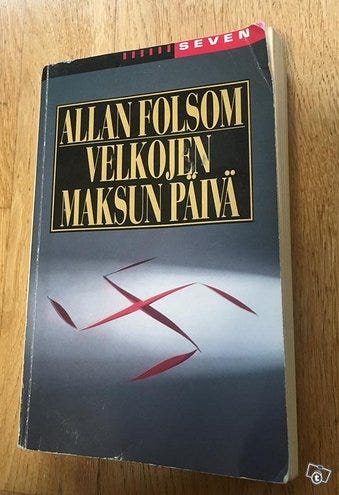 SEVEN
ALLAN FOLSOM
VELKOJEN
MAKSUN PÄIVÄ